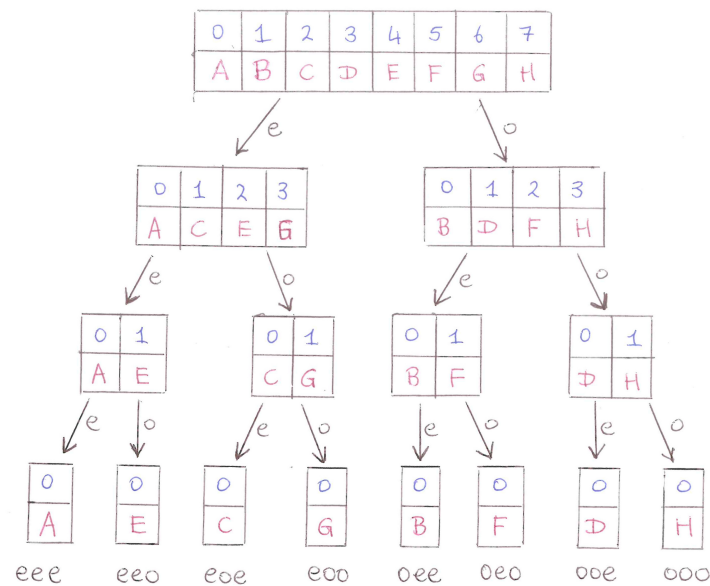 0 1 2 3 4 5 6 7
A B C D E F G H
e o
0 1 2 3 0 1 2 3
A C E G B D F H
e o e o
0 1 0 1 0 1 0 1
A E C G B F D H
e o e o e o e o
0 0 0 0 0 0 0 0
A E C G B F D H
eee eeo eoe eoo oee oeo ooe ooo